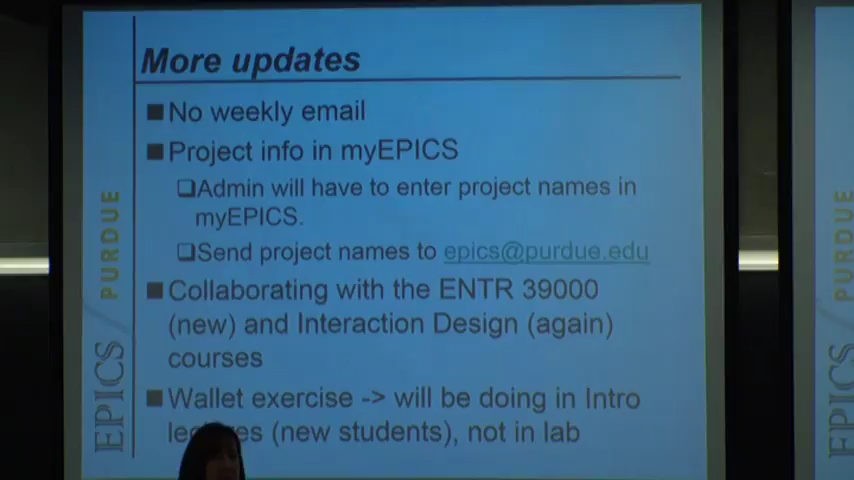 More updates
No weekly email
Project info in myEPICS
Admin will have to enter project names in
myEPICS.
Send project names to epics@purdue.edu
Collaborating with the ENTR 39000
(new) and Interaction Design (again)
courses
Wallet exercise -> will be doing in Intro
(new students), not in lab
EPICS / PURDUE
EPICS PURDUE